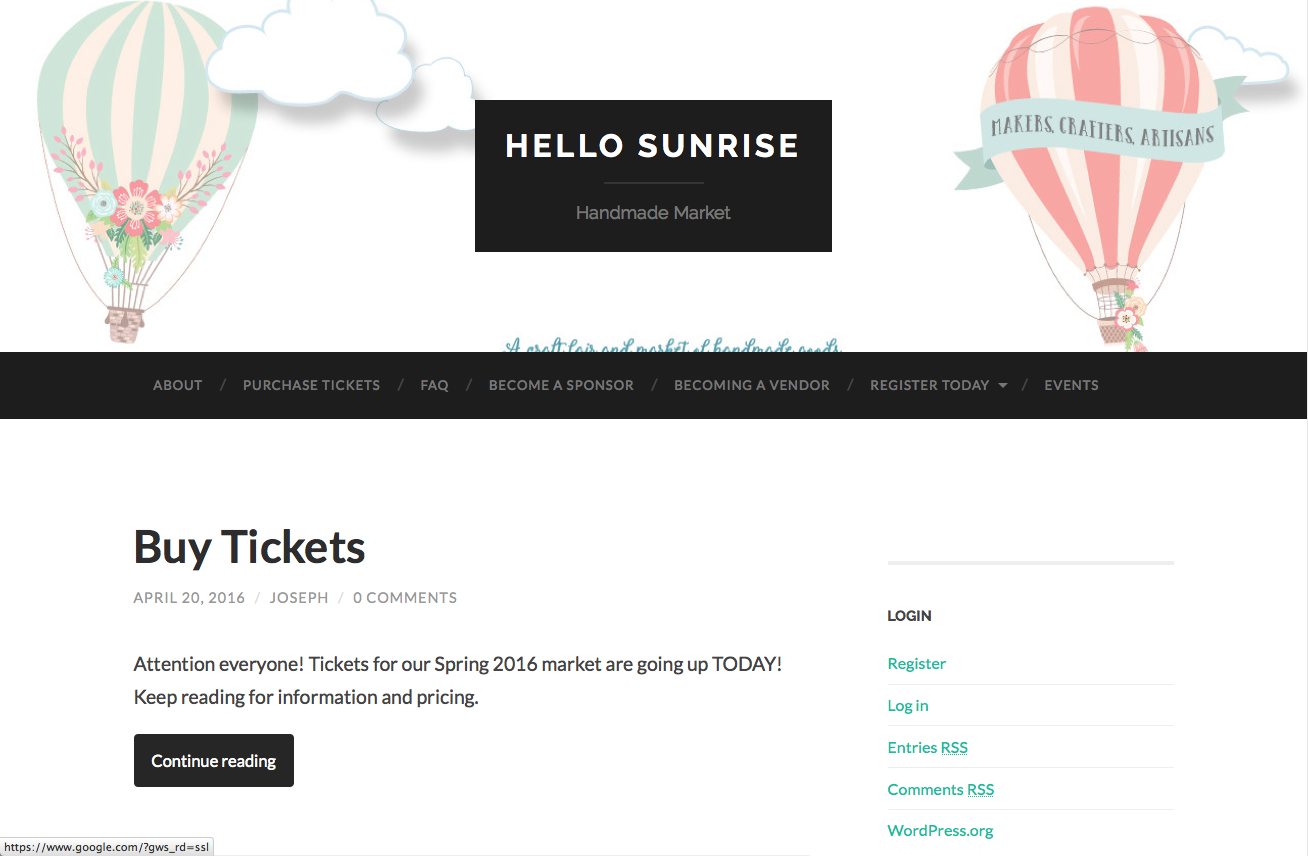 MAKERS, CRAFTERS, ARTISANS
HELLO SUNRISE
Handmade Market
A craft fair and market of handmade goods
ABOUT / PURCHASE TICKETS / FAQ / BECOME A SPONSOR / BECOMING A VENDOR / REGISTER TODAY / EVENTS
Buy Tickets
APRIL 20, 2016 / JOSEPH / 0 COMMENTS
Attention everyone! Tickets for our Spring 2016 market are going up TODAY!
Keep reading for information and pricing.
Continue reading
LOGIN
Register
Log in
Entries RSS
Comments RSS
WordPress.org
https://www.google.com/?gws_rd=ssl